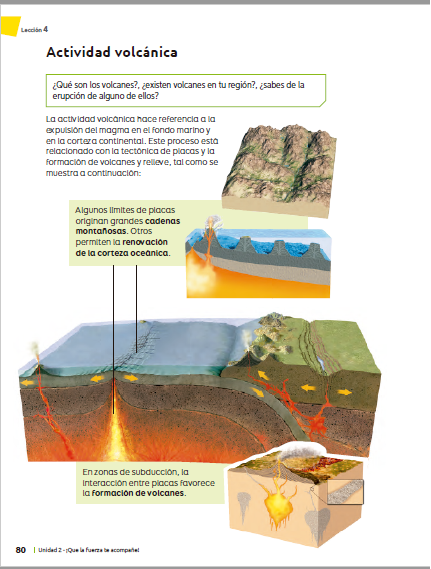 Lección 4
Actividad volcánica
¿Qué son los volcanes?, ¿existen volcanes en tu región?, ¿sabes de la
erupción de alguno de ellos?
La actividad volcánica hace referencia a la
expulsión del magma en el fondo marino y
en la corteza continental. Este proceso está
relacionado con la tectónica de placas y la
formación de volcanes y relieve, tal como se
muestra a continuación:
Algunos límites de placas
originan grandes cadenas
montañosas. Otros
permiten la renovación
de la corteza oceánica.
En zonas de subducción, la
interacción entre placas favorece
la formación de volcanes.
80 | Unidad 2 - ¡Que la fuerza te acompañe!